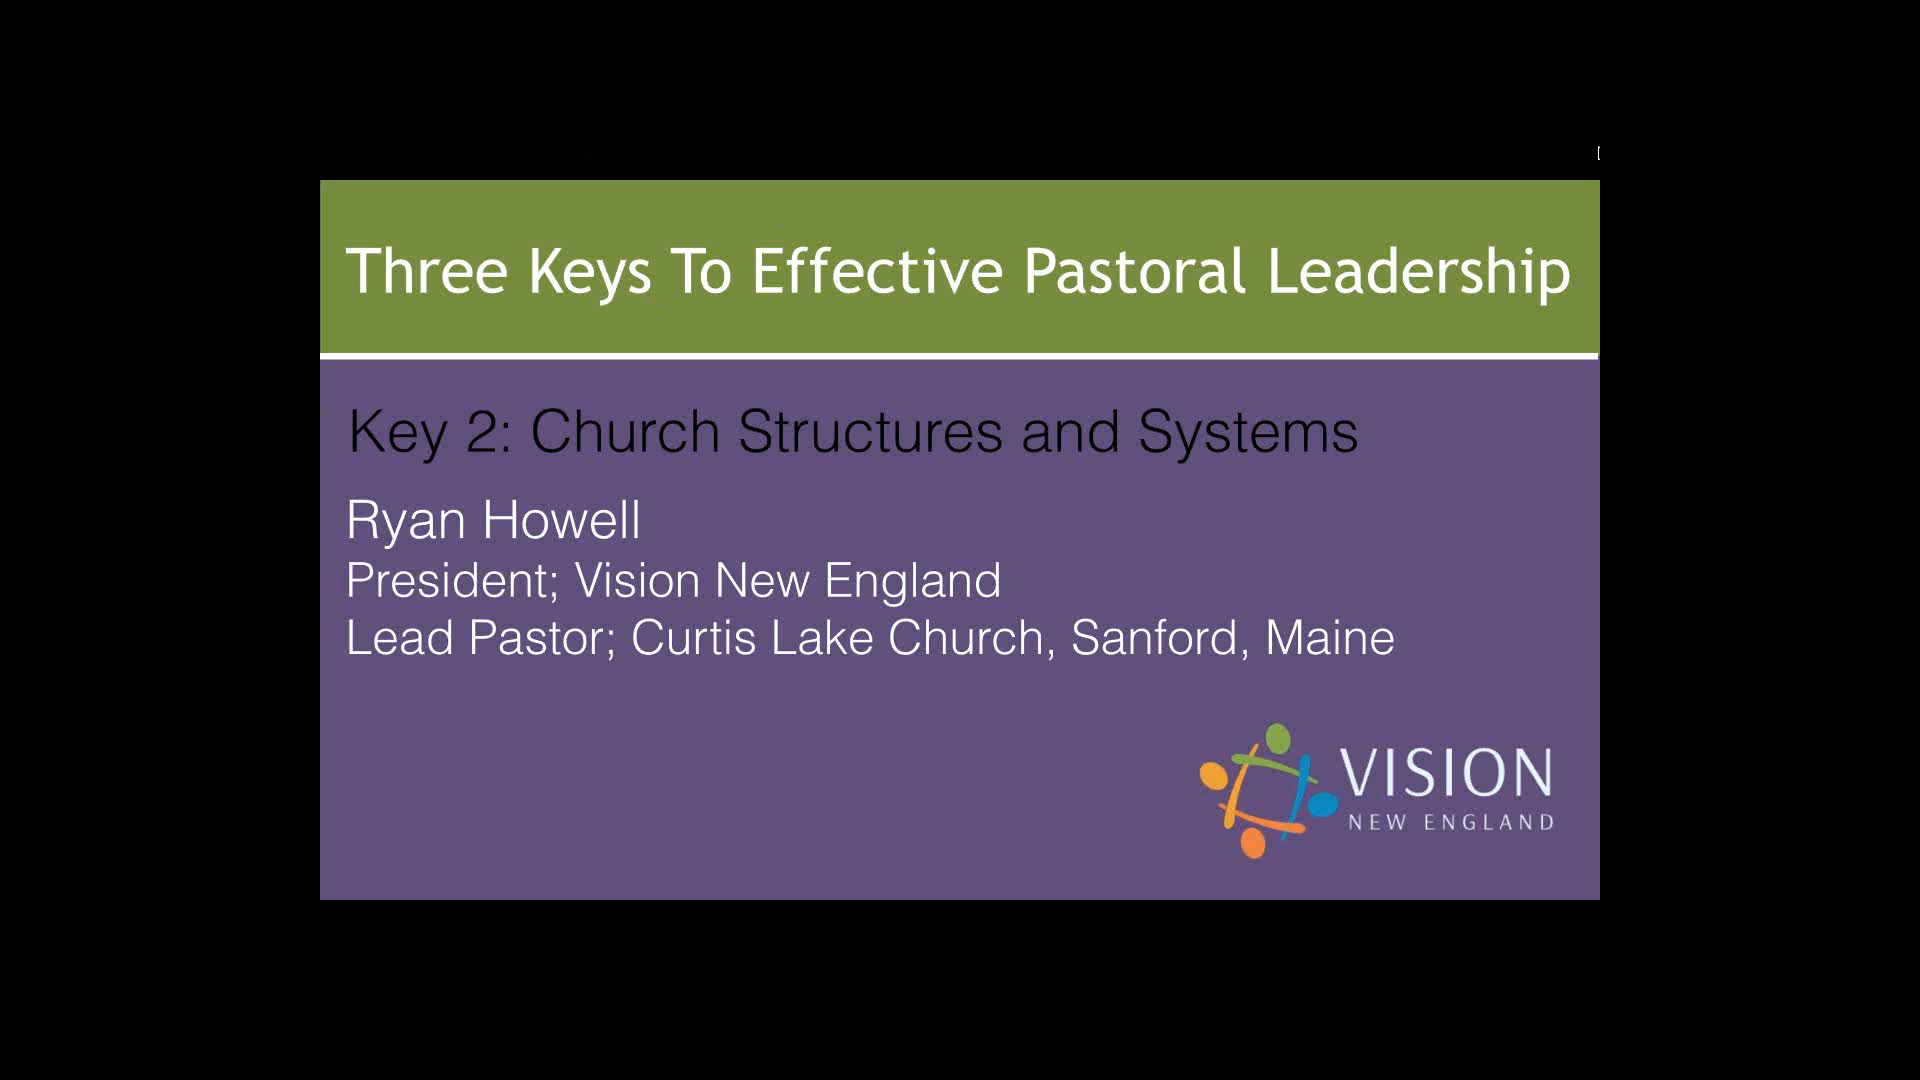 Three Keys To Effective Pastoral Leadership
Key 2: Church Structures and Systems
Ryan Howell
President; Vision New England
Lead Pastor; Curtis Lake Church, Sanford, Maine
VISION
NEW ENGLAND